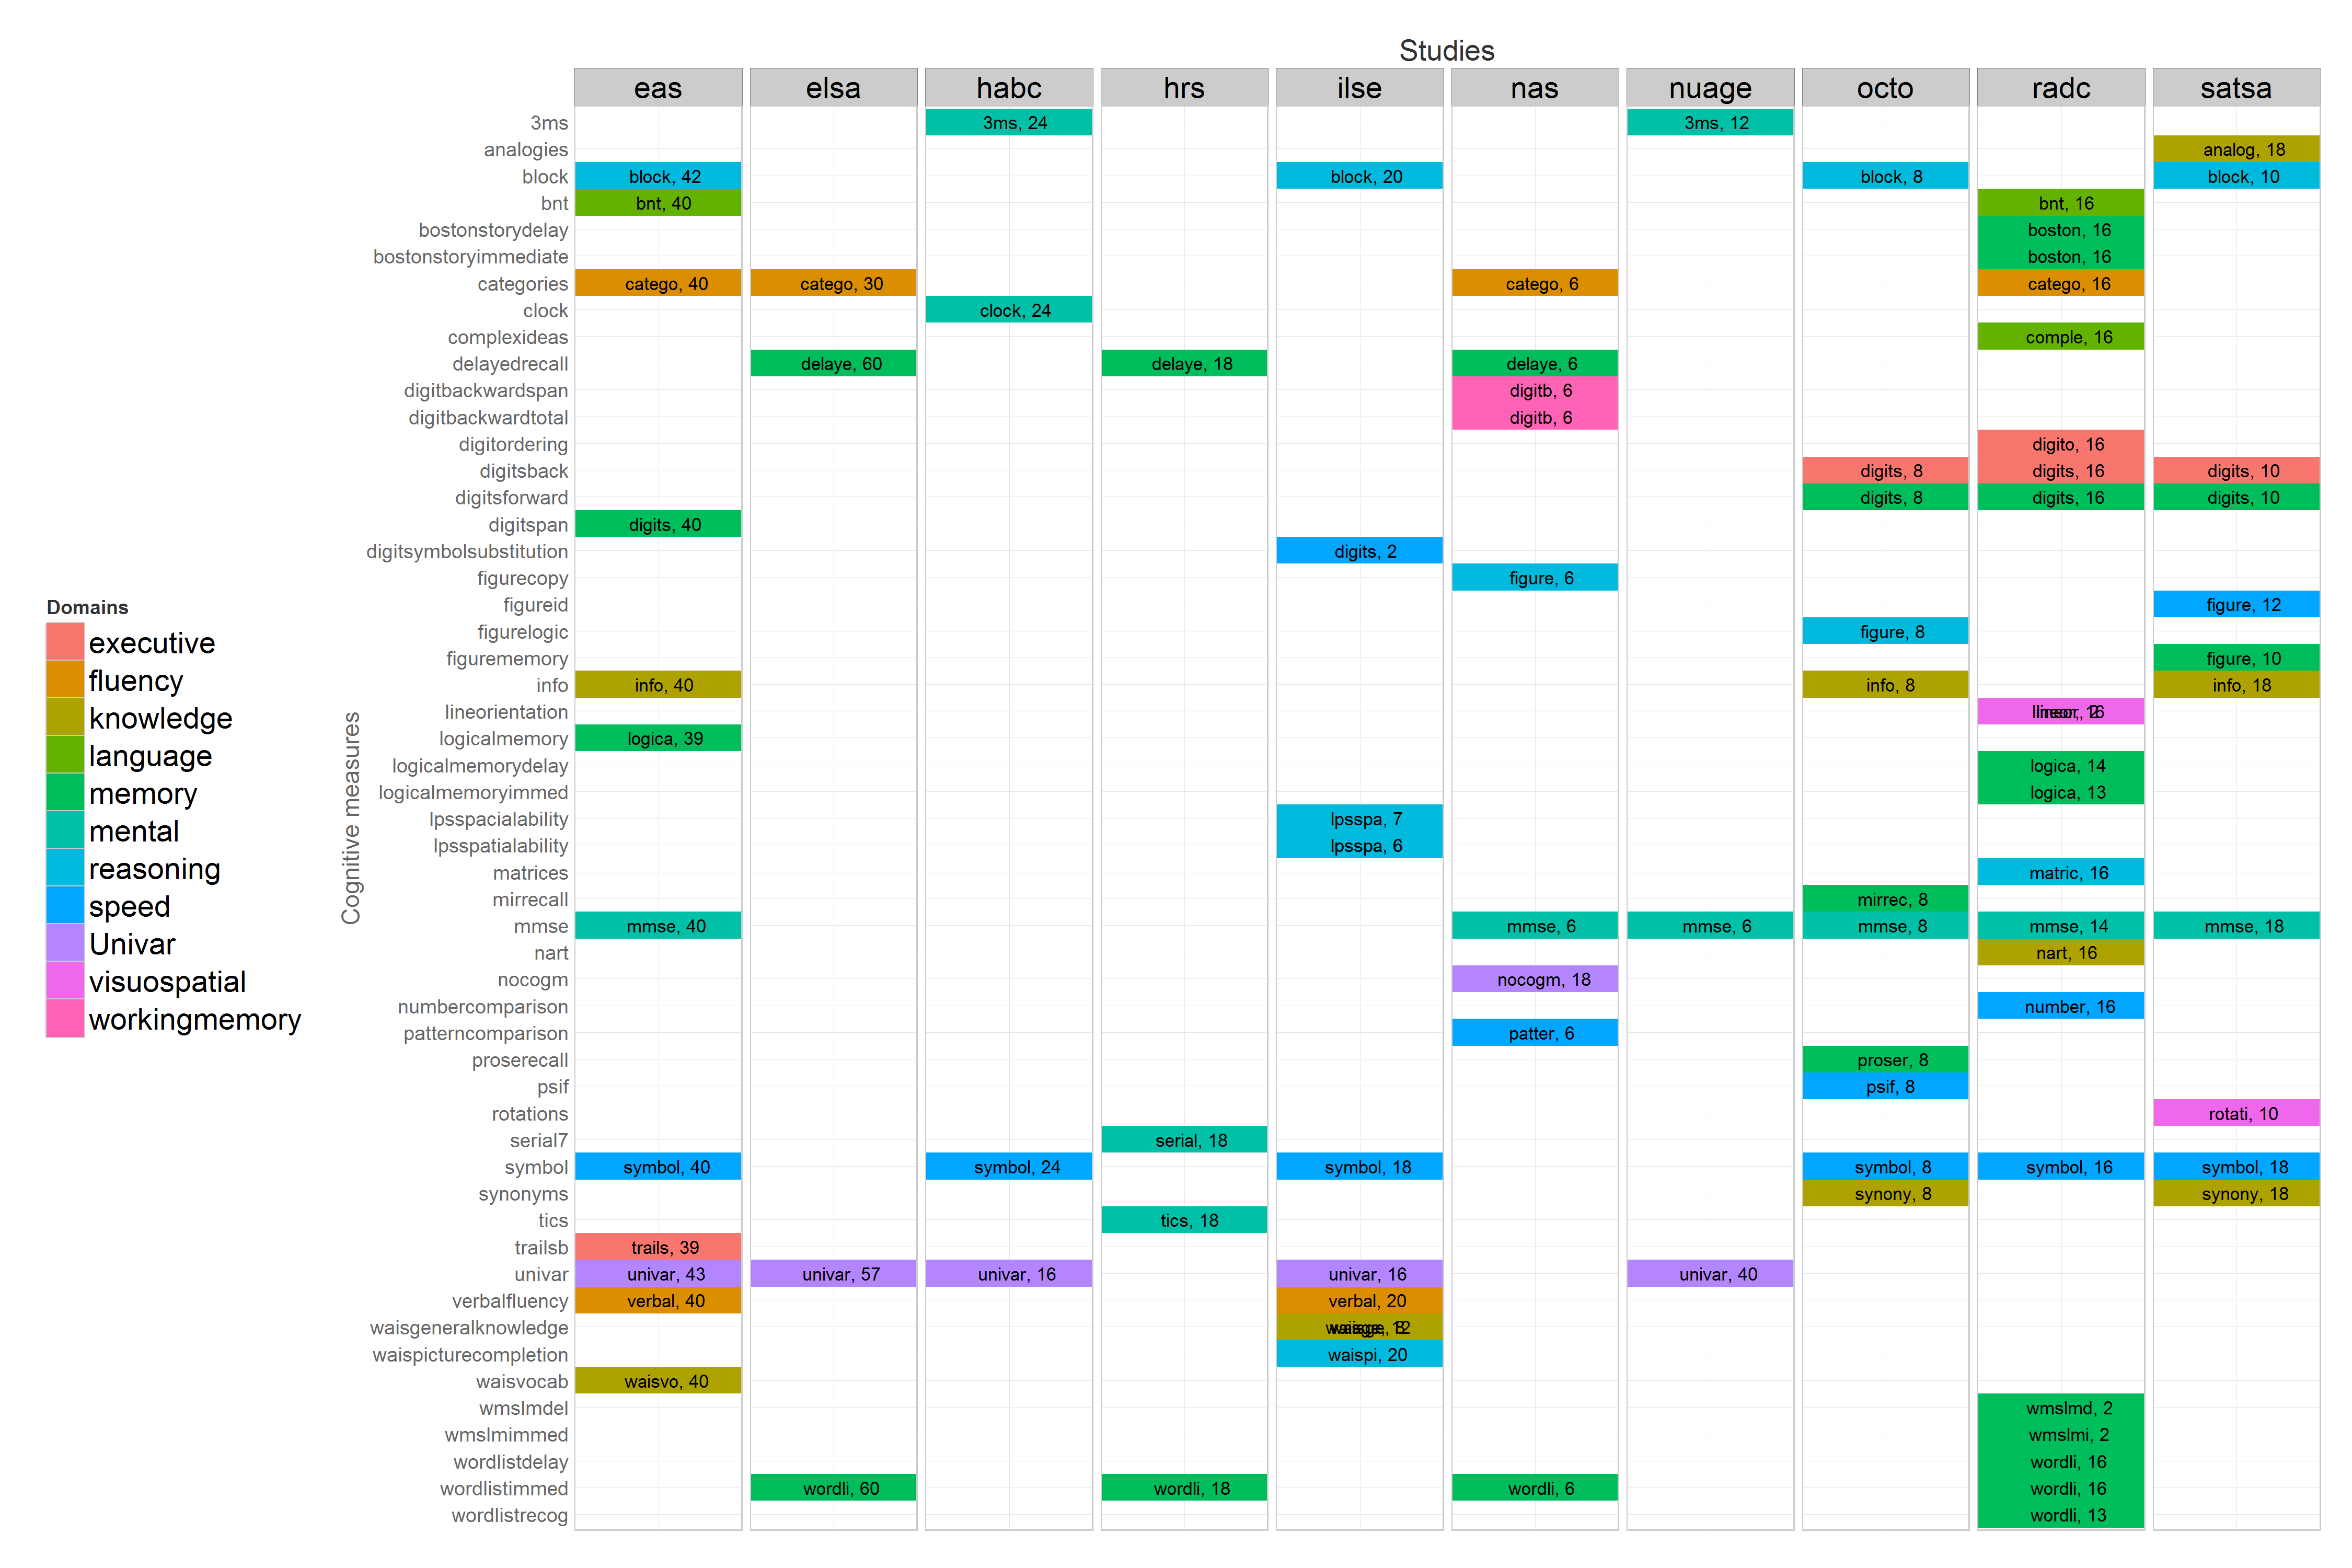 Studies
eas elsa habc hrs ilse nas nuage octo radc satsa
3ms 3ms, 24 3ms, 12
analogies analog, 18
block block, 42 block, 20 block, 8 block, 10
bnt bnt, 40 bnt, 16
bostonstorydelay boston, 16
bostonstoryimmediate boston, 16
categories catego, 40 catego, 30 catego, 6 catego, 16
clock clock, 24
complexideas comple, 16
delayedrecall delaye, 60 delaye, 18 delaye, 6
digitbackwardspan digitb, 6
digitbackwardtotal digitb, 6
digitordering digito, 16
digitsback digits, 8 digits, 16 digits, 10
digitsforward digits, 8 digits, 16 digits, 10
digitspan digits, 40
digitsymbolsubstitution digits, 2
figurecopy figure, 6
figureid figure, 12
figurelogic figure, 8
figurememory figure, 10
info info, 40 info, 8 info, 18
lineorientation
logicalmemory logica, 39
logicalmemorydelay logica, 14
logicalmemoryimmed logica, 13
lpsspacialability lpsspa, 7
lpsspatialability lpsspa, 6
matrices matric, 16
mirrecall mirrec, 8
mmse mmse, 40 mmse, 6 mmse, 6 mmse, 8 mmse, 14 mmse, 18
nart nart, 16
nocogm nocogm, 18
numbercomparison number, 16
patterncomparison patter, 6
proserecall proser, 8
psif psif, 8
rotations rotati, 10
serial7 serial, 18
symbol symbol, 40 symbol, 24 symbol, 18 symbol, 8 symbol, 16 symbol, 18
synonyms synony, 8 synony, 18
tics tics, 18
trailsb trails, 39
univar univar, 43 univar, 57 univar, 16 univar, 16 univar, 40
verbalfluency verbal, 40 verbal, 20
waisgeneralknowledge
waispicturecompletion waispi, 20
waisvocab waisvo, 40
wmslmdel wmslmd, 2
wmslmimmed wmslmi, 2
wordlistdelay wordli, 16
wordlistimmed wordli, 60 wordli, 18 wordli, 6 wordli, 16
wordlistrecog wordli, 13
Cognitive measures
Domains
executive
fluency
knowledge
language
memory
mental
reasoning
speed
Univar
visuospatial
workingmemory